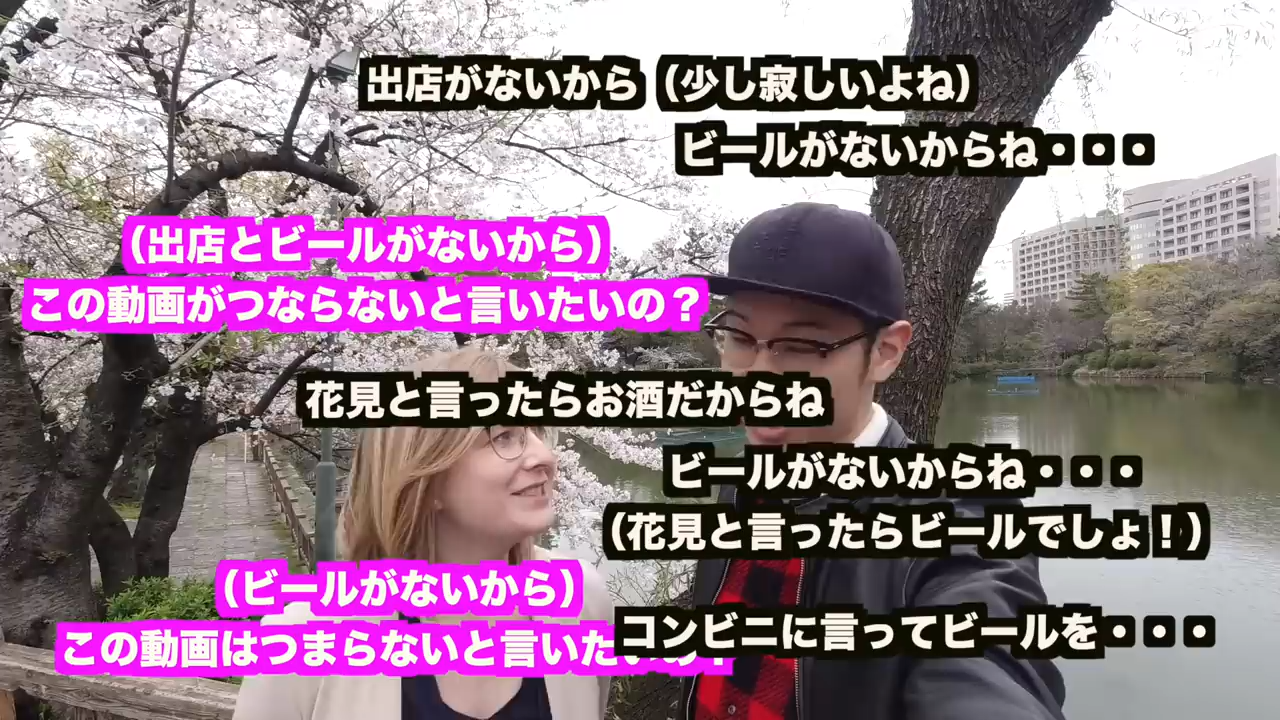 出店がないから（少し寂しいよね）
ビールがないからね・・・
（出店とビールがないから）
この動画がつならないと言いたいの？
花見と言ったらお酒だからね
ビールがないからね・・・
（花見と言ったらビールでしょ！）
（ビールがないから）
この動画はつまらないと言いたいの？
コンビニに言ってビールを・・・